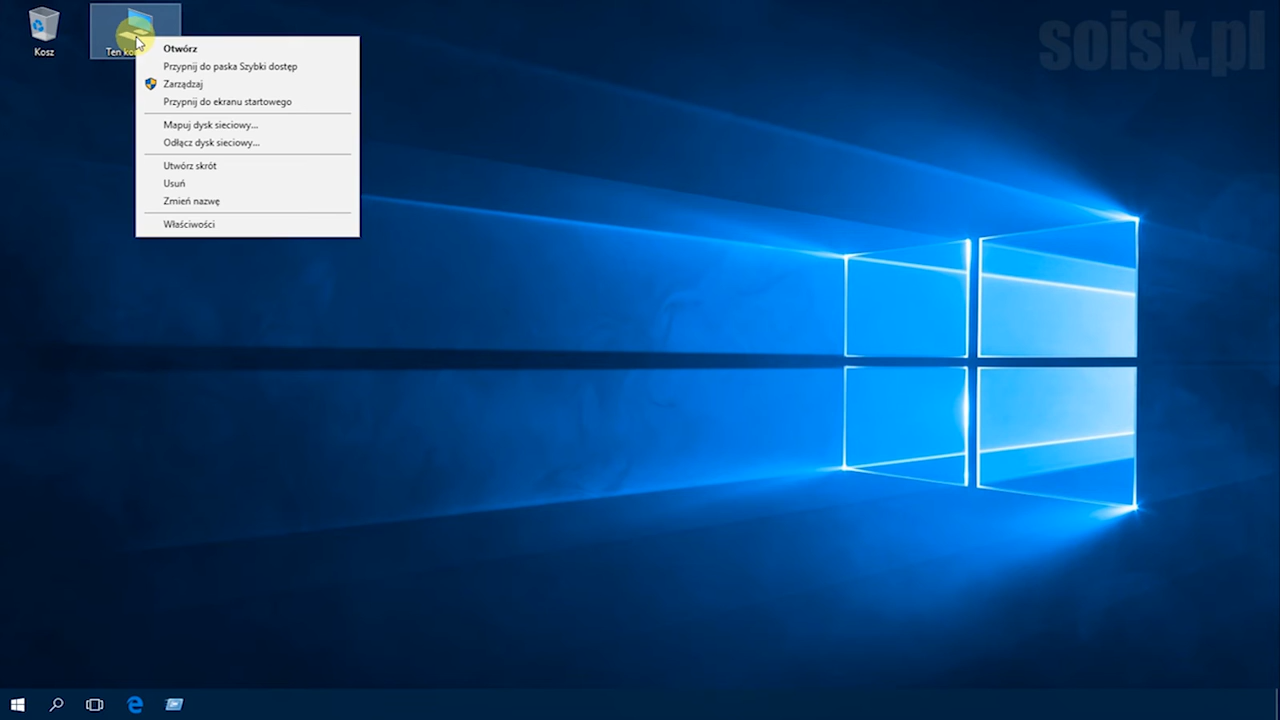 soisk.pl
Kosz
Ten
Otwórz
Przypnij do paska Szybki dostęp
Zarządzaj
Przypnij do ekranu startowego
Mapuj dysk sieciowy...
Odłącz dysk sieciowy...
Utwórz skrót
Usuń
Zmień nazwę
Właściwości